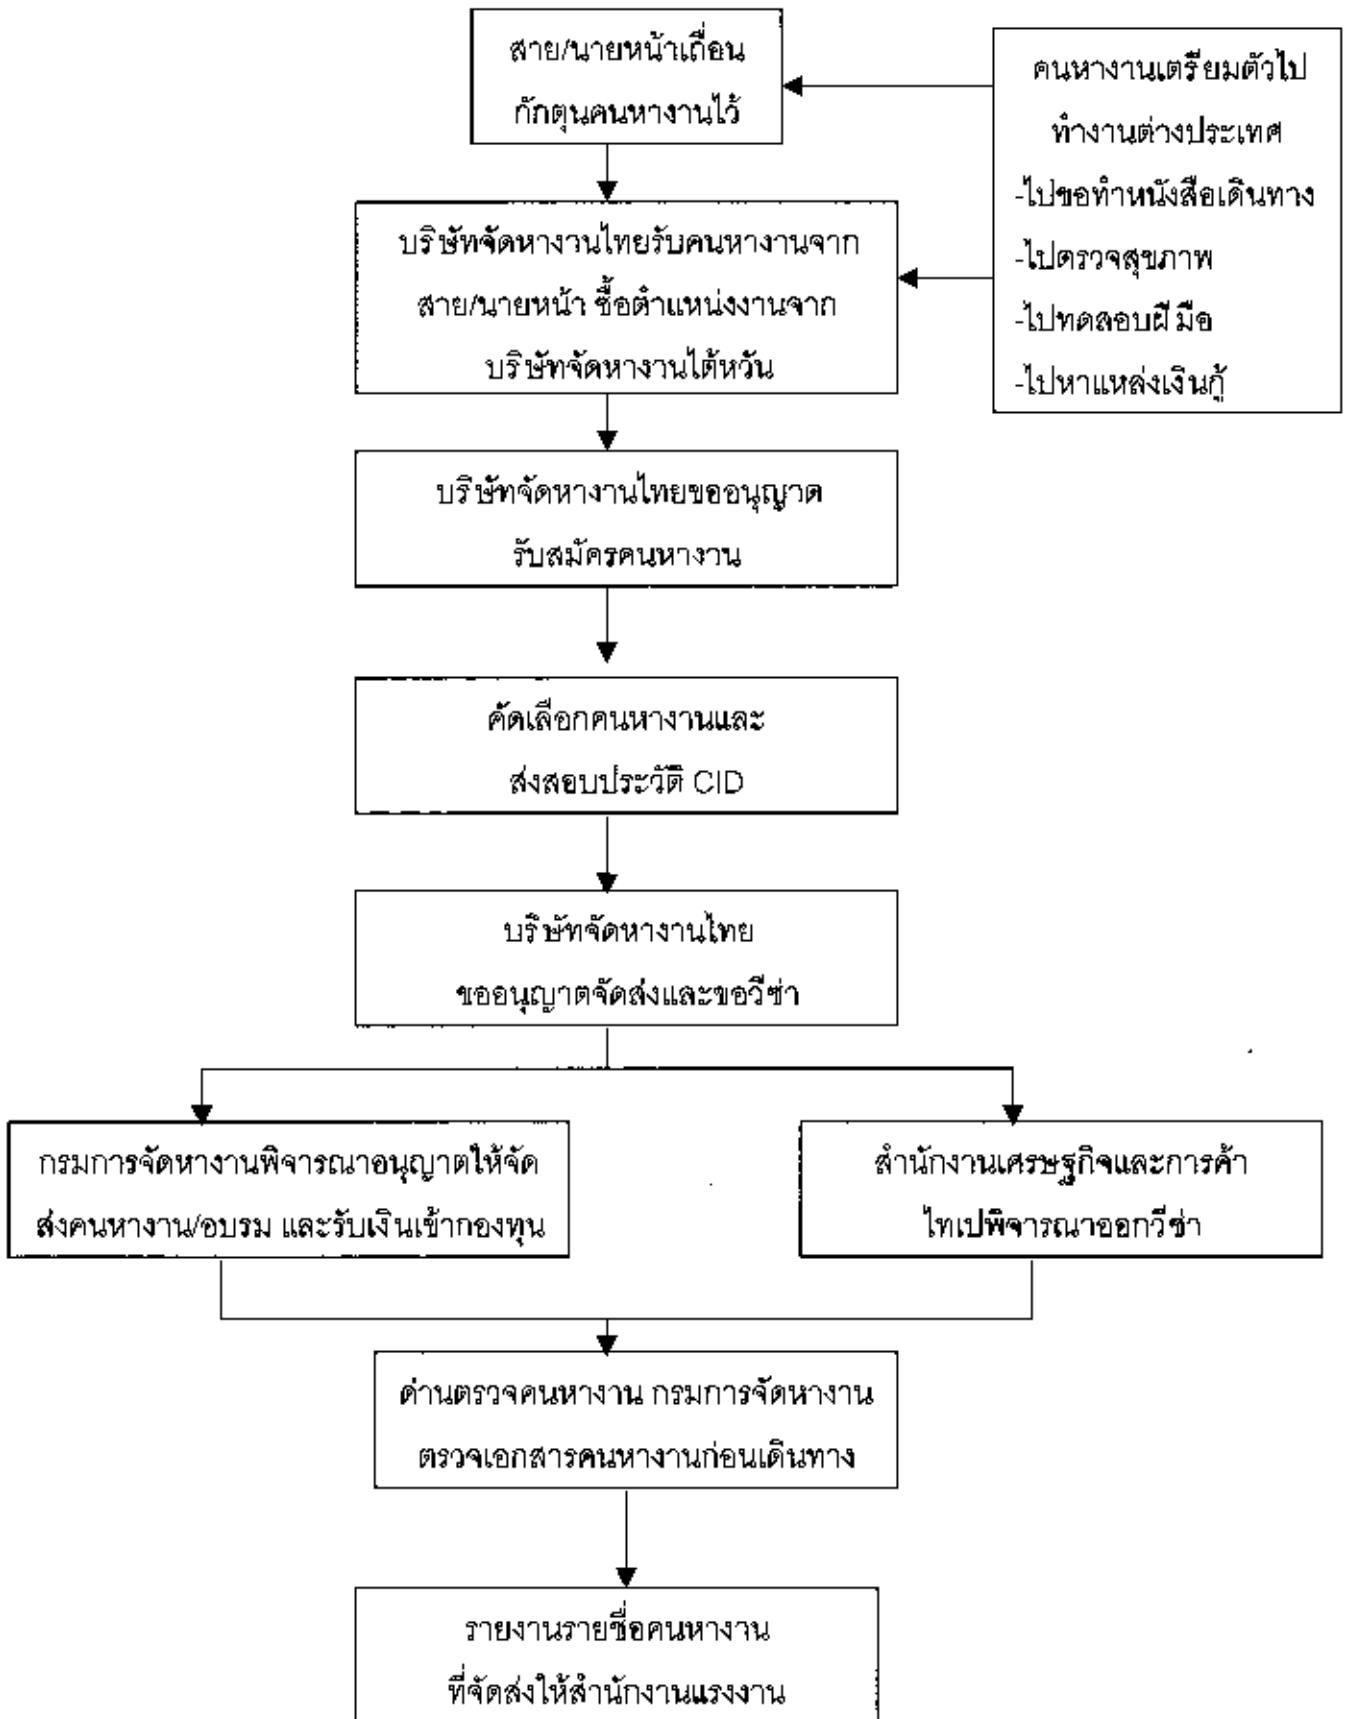 สาย/นายหน้าเถื่อน
กักตุนคนหางานไว้
คนหางานเตรียมตัวไป
ทำงานต่างประเทศ
-ไปขอทำหนังสือเดินทาง
-ไปตรวจสุขภาพ
-ไปทดสอบฝีมือ
-ไปหาแหล่งเงินกู้
บริษัทจัดหางานไทยรับคนหางานจาก
สาย/นายหน้า ซื้อตำแหน่งงานจาก
บริษัทจัดหางานไต้หวัน
บริษัทจัดหางานไทยขออนุญาต
รับสมัครคนหางาน
คัดเลือกคนหางานและ
ส่งสอบประวัติ CID
บริษัทจัดหางานไทย
ขออนุญาตจัดส่งและขอวีซ่า
กรมการจัดหางานพิจารณาอนุญาตให้จัด
ส่งคนหางาน/อบรม และรับเงินเข้ากองทุน
สำนักงานเศรษฐกิจและการค้า
ไทเปพิจารณาออกวีซ่า
ด่านตรวจคนหางาน กรมการจัดหางาน
ตรวจเอกสารคนหางานก่อนเดินทาง
รายงานรายชื่อคนหางาน
ที่จัดส่งให้สำนักงานแรงงาน